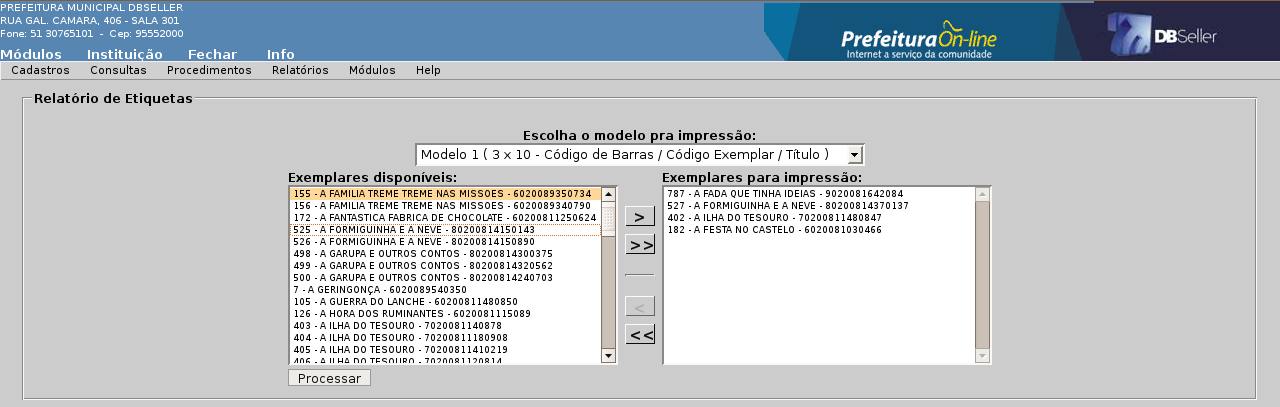 PREFEITURA MUNICIPAL DBSELLER
RUA GAL. CAMARA, 406 - SALA 301
Fone: 51 30765101 - Cep: 95552000
Prefeitura On-line
Internet a serviço da comunidade
DBSeller
Módulos Instituição Fechar Info
Cadastros Consultas Procedimentos Relatórios Módulos Help
Relatório de Etiquetas
Escolha o modelo pra impressão:
Modelo 1 ( 3 x 10 - Código de Barras / Código Exemplar / Título )
Exemplares disponíveis:
155 - A FAMILIA TREME TREME NAS MISSOES - 6020089350734
156 - A FAMILIA TREME TREME NAS MISSOES - 6020089340790
172 - A FANTASTICA FABRICA DE CHOCOLATE - 60200811250624
525 - A FORMIGUINHA E A NEVE - 80200814150143
526 - A FORMIGUINHA E A NEVE - 80200814150890
498 - A GARUPA E OUTROS CONTOS - 80200814300375
499 - A GARUPA E OUTROS CONTOS - 80200814320562
500 - A GARUPA E OUTROS CONTOS - 80200814240703
7 - A GERINGONÇA - 6020089540350
105 - A GUERRA DO LANCHE - 60200811480850
126 - A HORA DOS RUMINANTES - 6020081115089
403 - A ILHA DO TESOURO - 7020081140878
404 - A ILHA DO TESOURO - 70200811180908
405 - A ILHA DO TESOURO - 70200811410219
406 - A ILHA DO TESOURO - 7020081120814
>
>>
<
<<
Exemplares para impressão:
787 - A FADA QUE TINHA IDEIAS - 9020081642084
527 - A FORMIGUINHA E A NEVE - 80200814370137
402 - A ILHA DO TESOURO - 70200811480847
182 - A FESTA NO CASTELO - 6020081030466
Processar